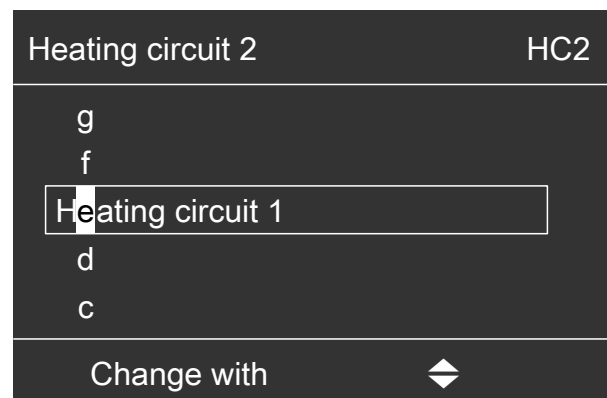 Heating circuit 2 HC2
g
f
Heating circuit 1
d
c
Change with